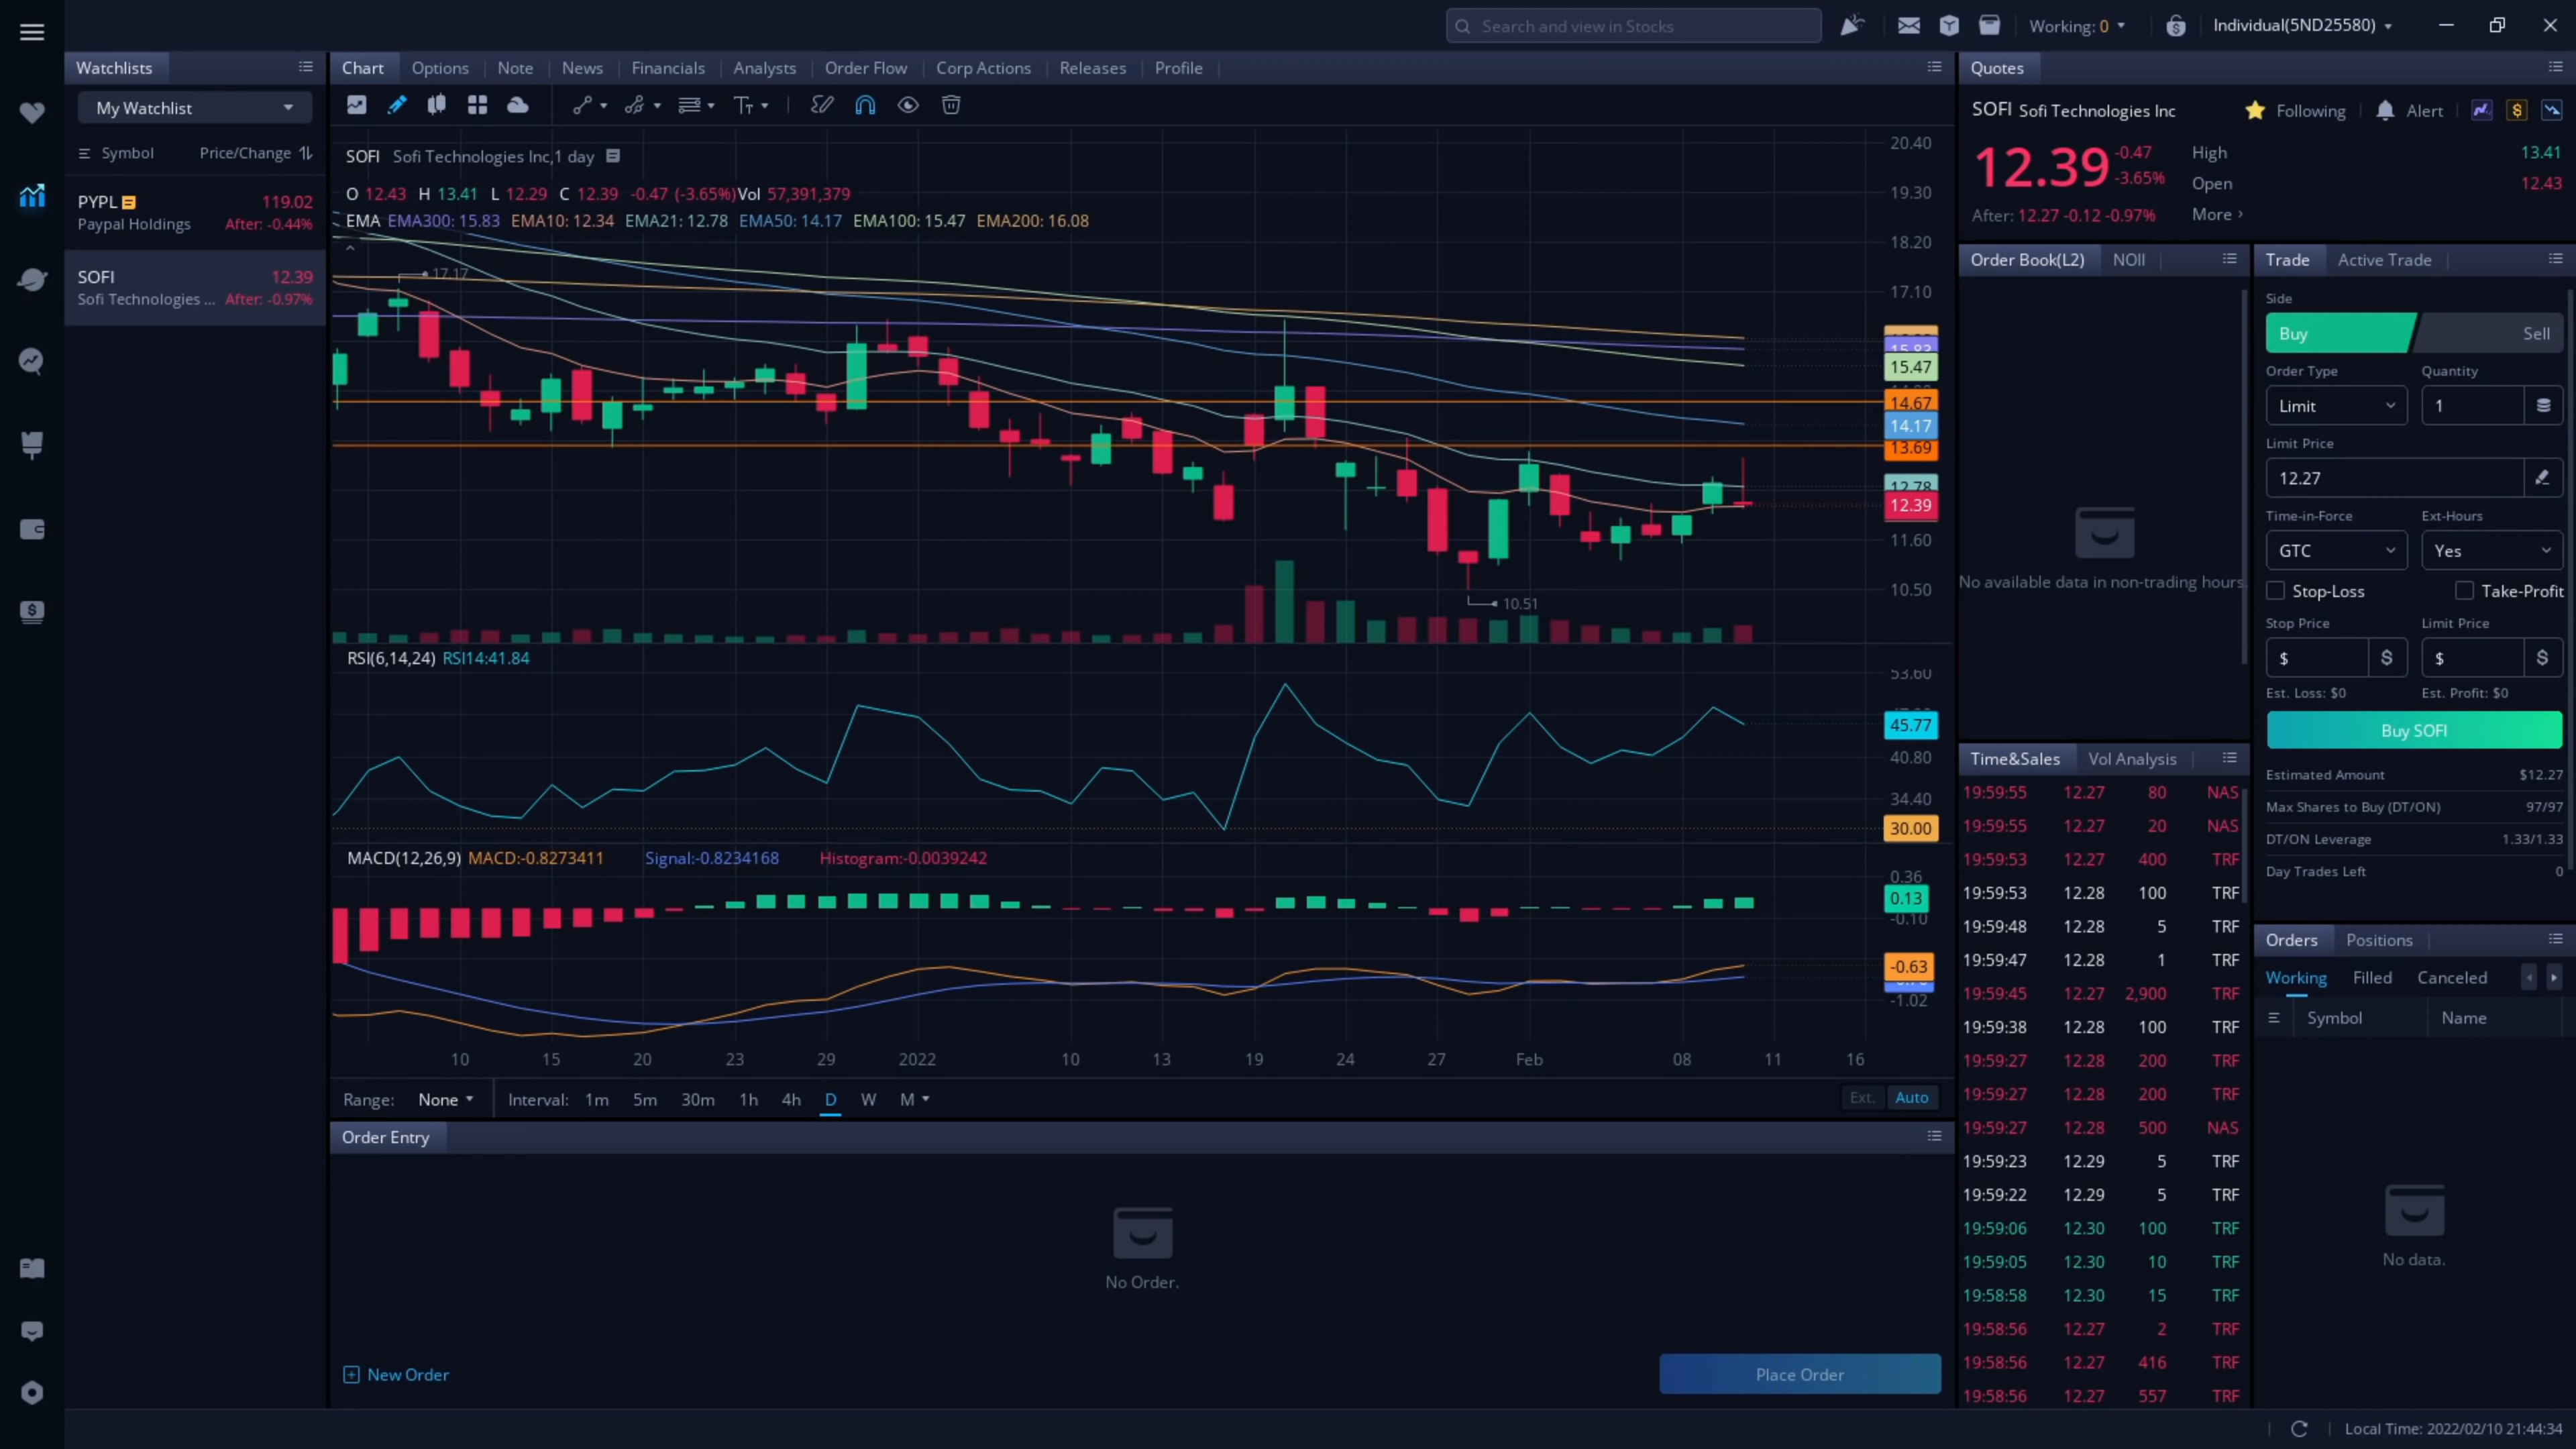 Search and view in Stocks
Working: 0
Individual(5ND25580)
Watchlists
My Watchlist
Symbol Price/Change
PYPL 119.02
Paypal Holdings After: -0.44%
SOFI 12.39
Sofi Technologies ... After: -0.97%
Chart Options Note News Financials Analysts Order Flow Corp Actions Releases Profile
SOFI Sofi Technologies Inc,1 day
O 12.43 H 13.41 L 12.29 C 12.39 -0.47 (-3.65%) Vol 57,391,379
EMA EMA300: 15.83 EMA10: 12.34 EMA21: 12.78 EMA50: 14.17 EMA100: 15.47 EMA200: 16.08
17.17
10.51
20.40
19.30
18.20
17.10
15.83
15.47
14.67
14.17
13.69
12.78
12.39
11.60
10.50
RSI(6,14,24) RSI14:41.84
53.60
45.77
40.80
34.40
30.00
MACD(12,26,9) MACD:-0.8273411 Signal:-0.8234168 Histogram:-0.0039242
0.36
0.13
-0.10
-0.63
-1.02
10 15 20 23 29 2022 10 13 19 24 27 Feb 08 11 16
Range: None Interval: 1m 5m 30m 1h 4h D W M Ext. Auto
Order Entry
No Order.
New Order
Place Order
Quotes
SOFI Sofi Technologies Inc Following Alert
12.39 -0.47
-3.65%
After: 12.27 -0.12 -0.97%
High 13.41
Open 12.43
More
Order Book(L2) NOII
No available data in non-trading hours.
Time&Sales Vol Analysis
19:59:55 12.27 80 NAS
19:59:55 12.27 20 NAS
19:59:53 12.27 400 TRF
19:59:53 12.28 100 TRF
19:59:48 12.28 5 TRF
19:59:47 12.28 1 TRF
19:59:45 12.27 2,900 TRF
19:59:38 12.28 100 TRF
19:59:27 12.28 200 TRF
19:59:27 12.28 200 TRF
19:59:27 12.28 500 NAS
19:59:23 12.29 5 TRF
19:59:22 12.29 5 TRF
19:59:06 12.30 100 TRF
19:59:05 12.30 10 TRF
19:58:58 12.30 15 TRF
19:58:56 12.27 2 TRF
19:58:56 12.27 416 TRF
19:58:56 12.27 557 TRF
Trade Active Trade
Side
Buy Sell
Order Type Quantity
Limit 1
Limit Price
12.27
Time-in-Force Ext-Hours
GTC Yes
Stop-Loss Take-Profit
Stop Price Limit Price
$ $ $ $
Est. Loss: $0 Est. Profit: $0
Buy SOFI
Estimated Amount $12.27
Max Shares to Buy (DT/ON) 97/97
DT/ON Leverage 1.33/1.33
Day Trades Left 0
Orders Positions
Working Filled Canceled
Symbol Name
No data.
Local Time: 2022/02/10 21:44:34